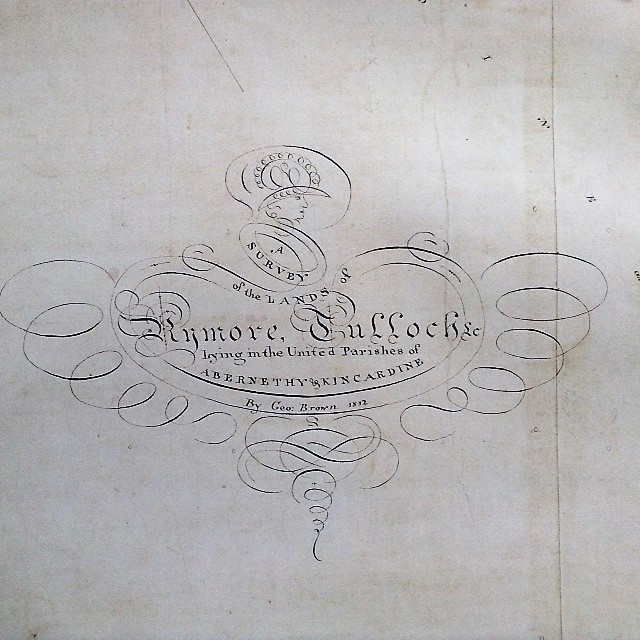 A
SURVEY
of the LANDS of
Rymore, Tulloch &c
lying in the United Parishes of
ABERNETHY & KINCARDINE
By Geo: Brown 1812